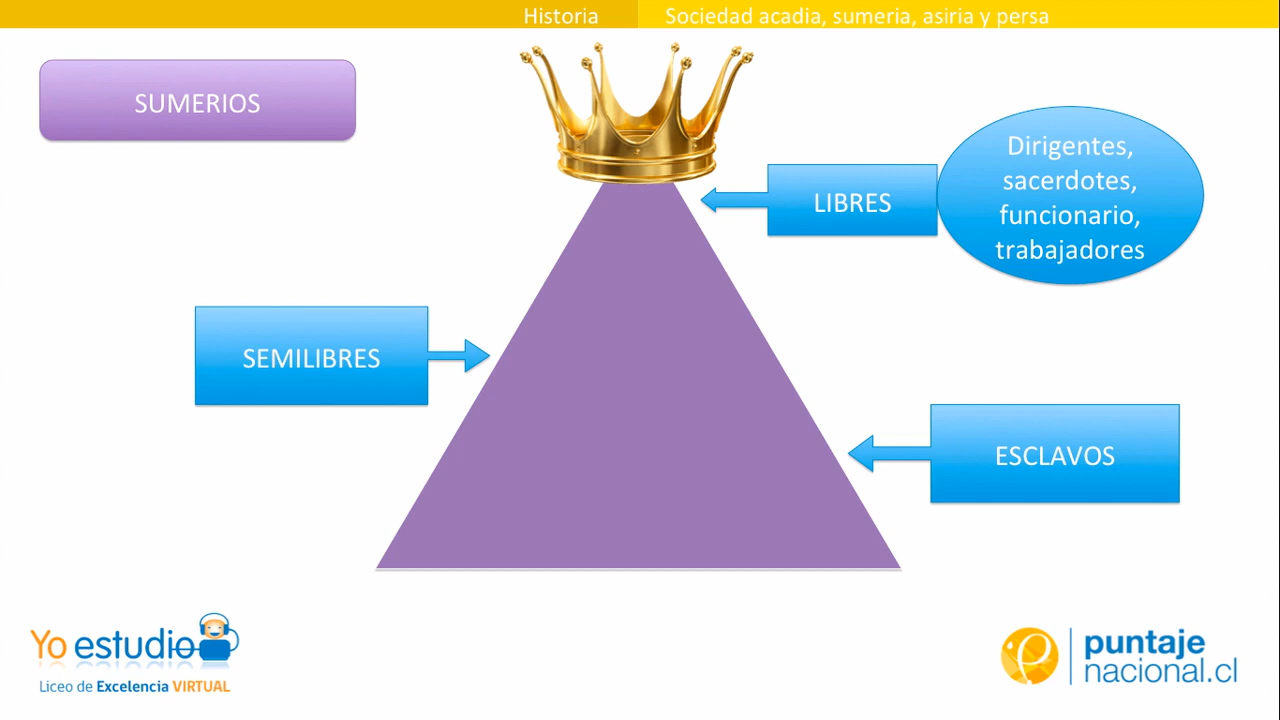 Historia
Sociedad acadia, sumeria, asiria y persa
SUMERIOS
Dirigentes,
sacerdotes,
funcionario,
trabajadores
LIBRES
SEMILIBRES
ESCLAVOS
Yo estudio
Liceo de Excelencia VIRTUAL
puntaje
nacional.cl